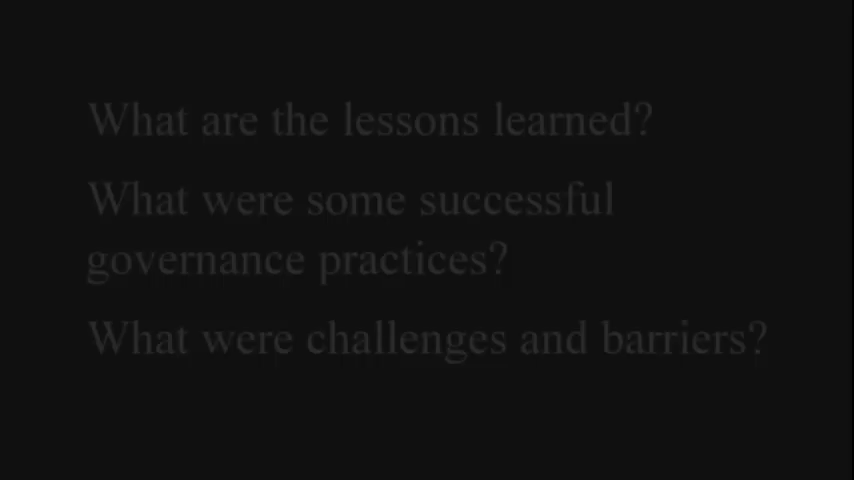 What are the lessons learned?
What were some successful
governance practices?
What were challenges and barriers?